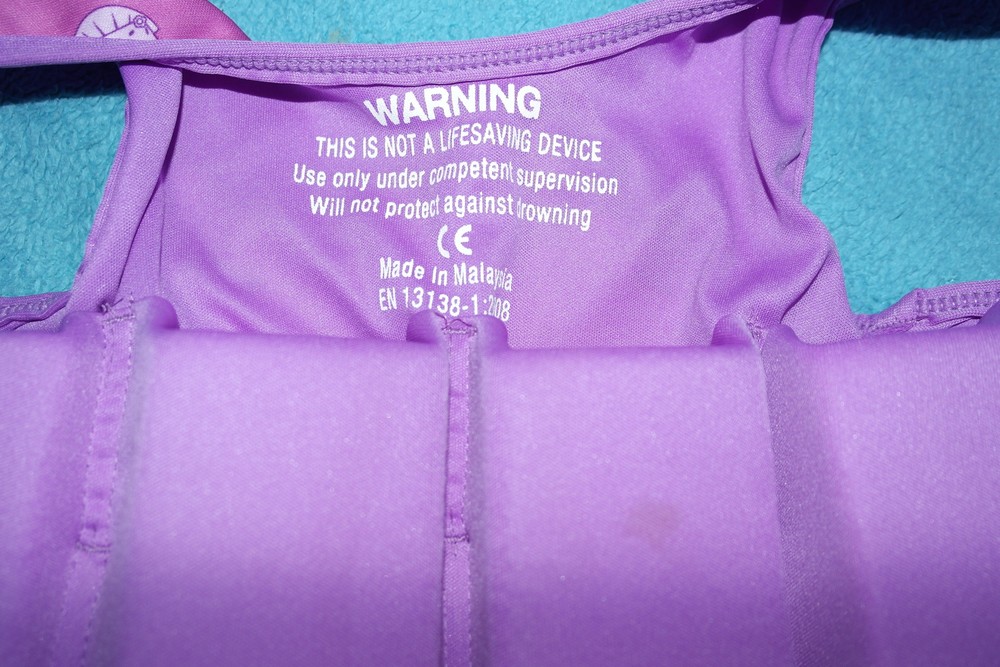 WARNING
THIS IS NOT A LIFESAVING DEVICE
Use only under competent supervision
Will not protect against drowning
CE
Made In Malaysia
EN 13138-1:2008